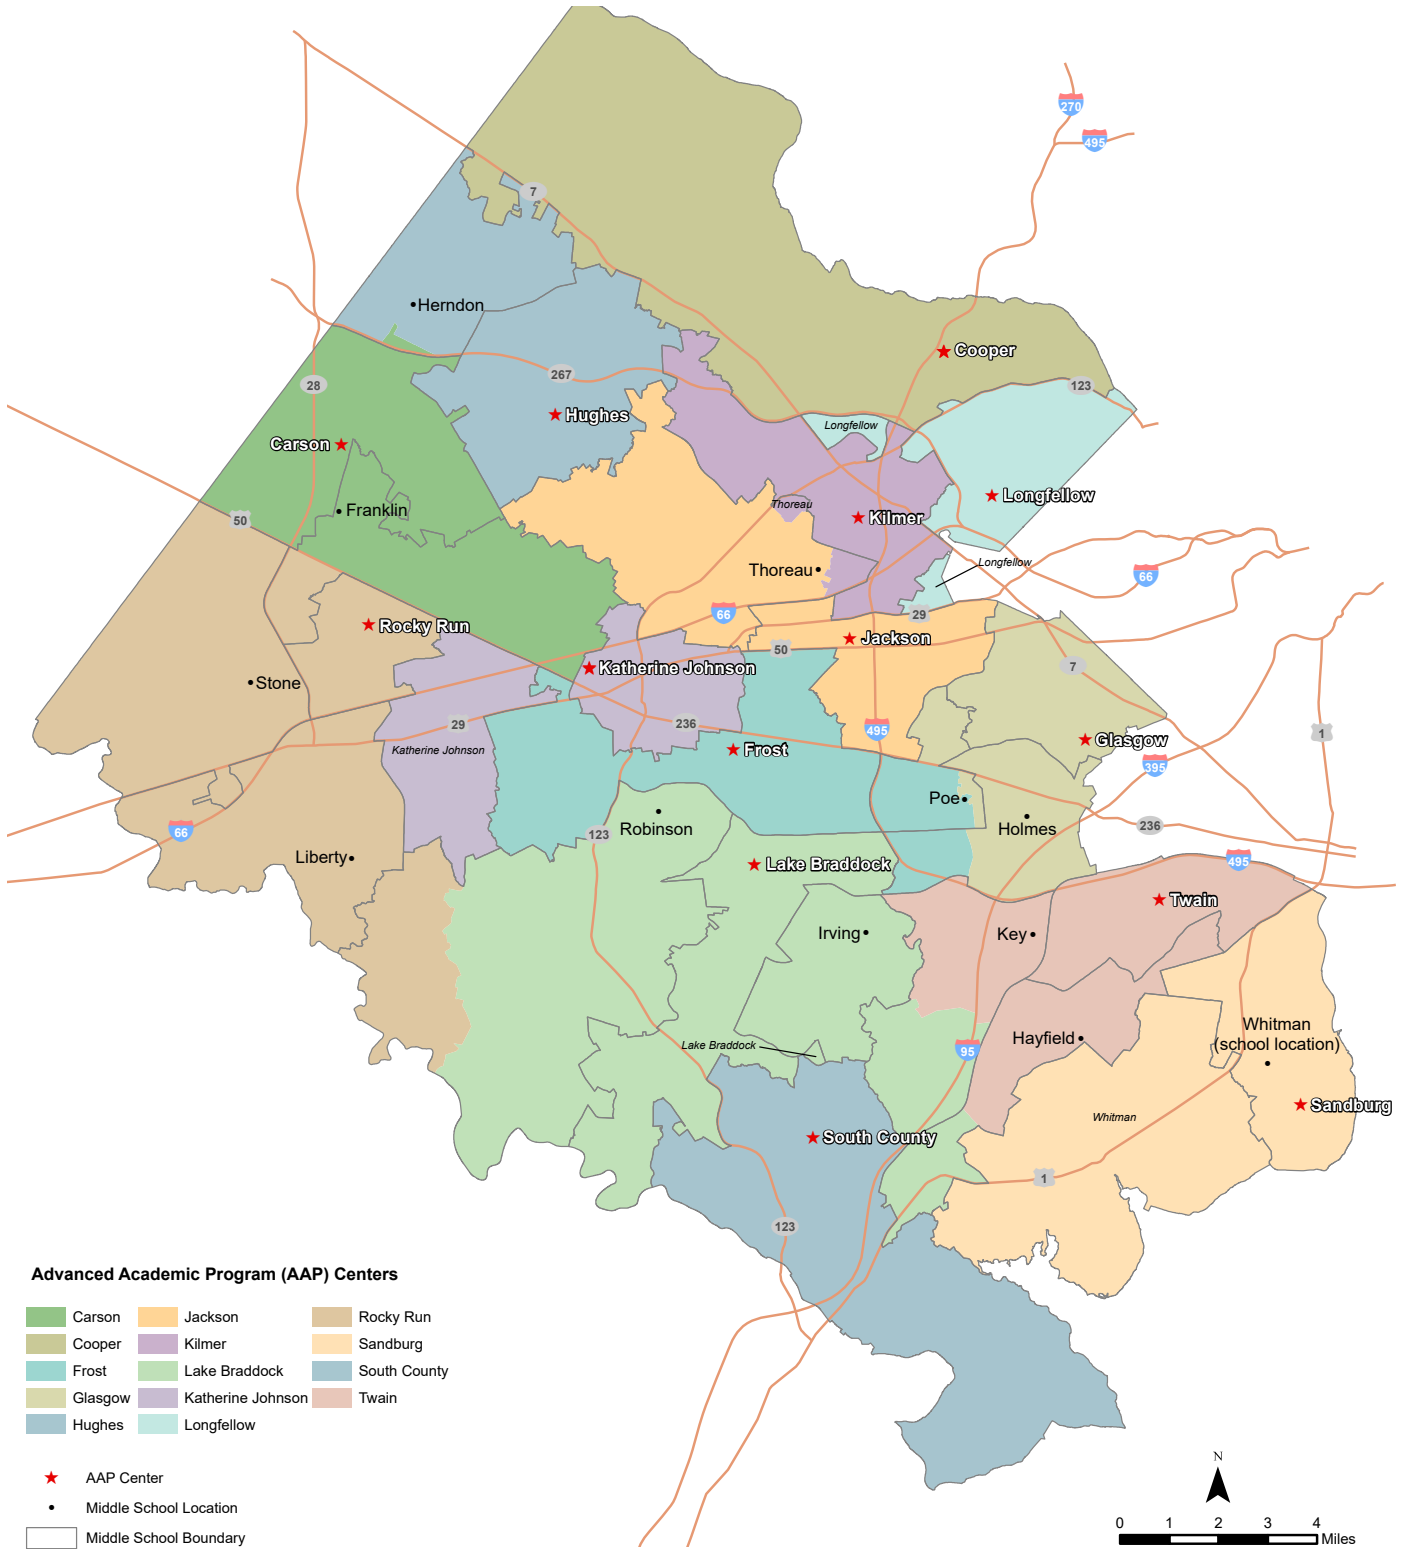 270
495
7
Herndon
Cooper
267
28
123
Hughes
Longfellow
Carson
Longfellow
Thoreau
Franklin
Kilmer
50
Longfellow
Thoreau
66
66
29
Rocky Run
Jackson
50
Katherine Johnson
7
Stone
29
236
495
1
Katherine Johnson
Frost
Glasgow
395
Poe
Robinson
Holmes
236
66
123
Liberty
Lake Braddock
495
Twain
Irving
Key
Whitman
(school location)
Hayfield
Lake Braddock
95
Sandburg
Whitman
South County
1
123
Advanced Academic Program (AAP) Centers
Carson
Jackson
Rocky Run
Cooper
Kilmer
Sandburg
Frost
Lake Braddock
South County
Glasgow
Katherine Johnson
Twain
Hughes
Longfellow
AAP Center
Middle School Location
Middle School Boundary
N
0 1 2 3 4
Miles